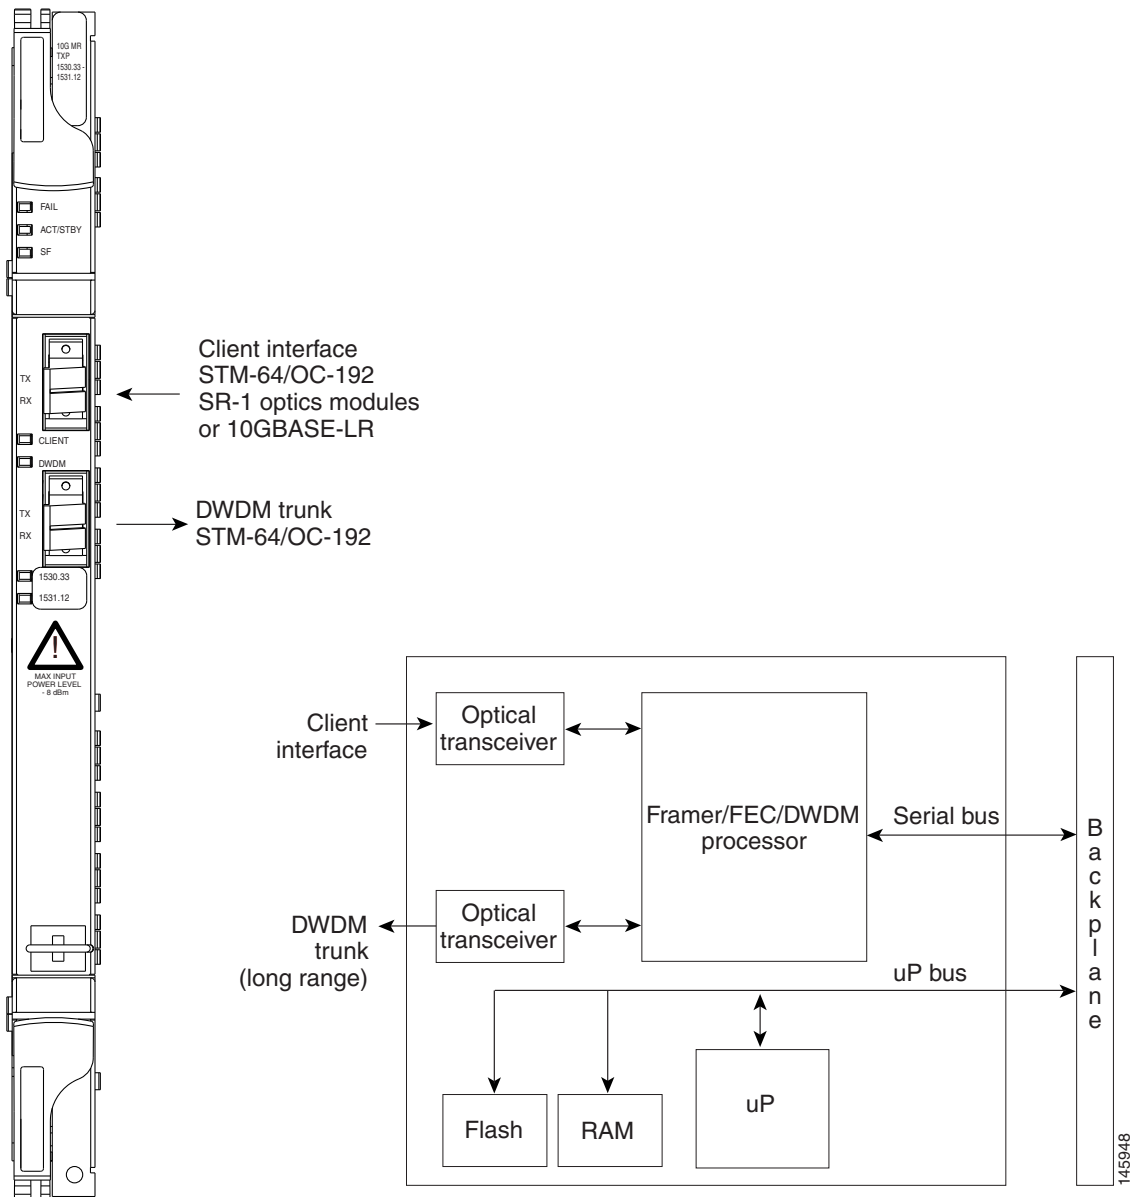 10G MR
TXP
1530.33 -
1531.12
FAIL
ACT/STBY
SF
TX
RX
CLIENT
DWDM
TX
RX
1530.33
1531.12
MAX INPUT
POWER LEVEL
- 8 dBm
Client interface
STM-64/OC-192
SR-1 optics modules
or 10GBASE-LR
DWDM trunk
STM-64/OC-192
Client
interface
Optical
transceiver
Framer/FEC/DWDM
processor
Serial bus
DWDM
trunk
(long range)
Optical
transceiver
uP bus
Flash
RAM
uP
Backplane
145948